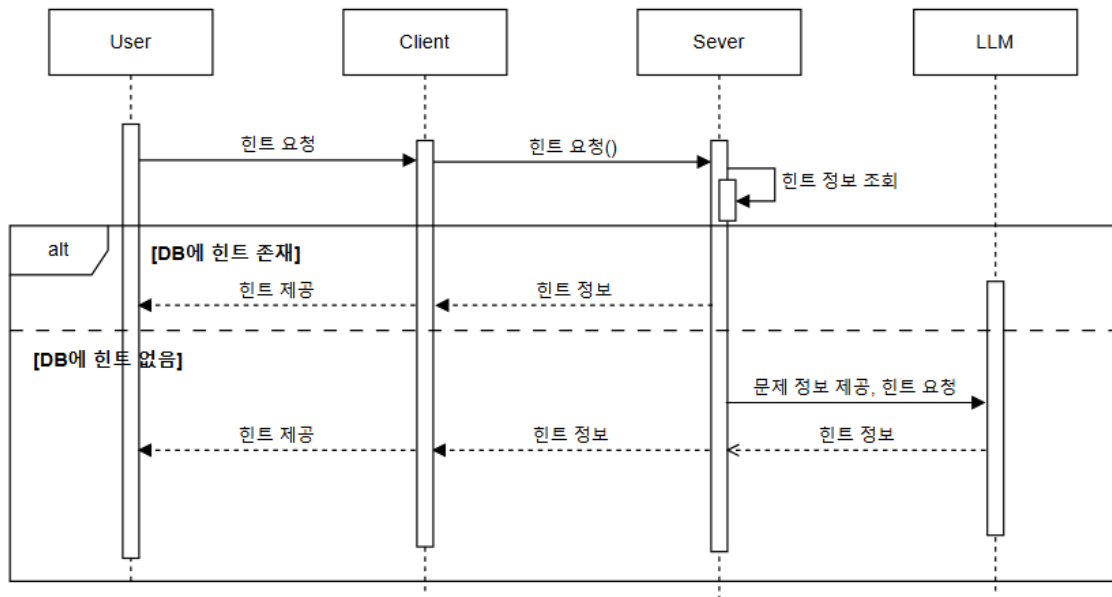 User
Client
Sever
LLM
힌트 요청
힌트 요청()
힌트 정보 조회
alt
[DB에 힌트 존재]
힌트 제공
힌트 정보
[DB에 힌트 없음]
문제 정보 제공, 힌트 요청
힌트 제공
힌트 정보
힌트 정보